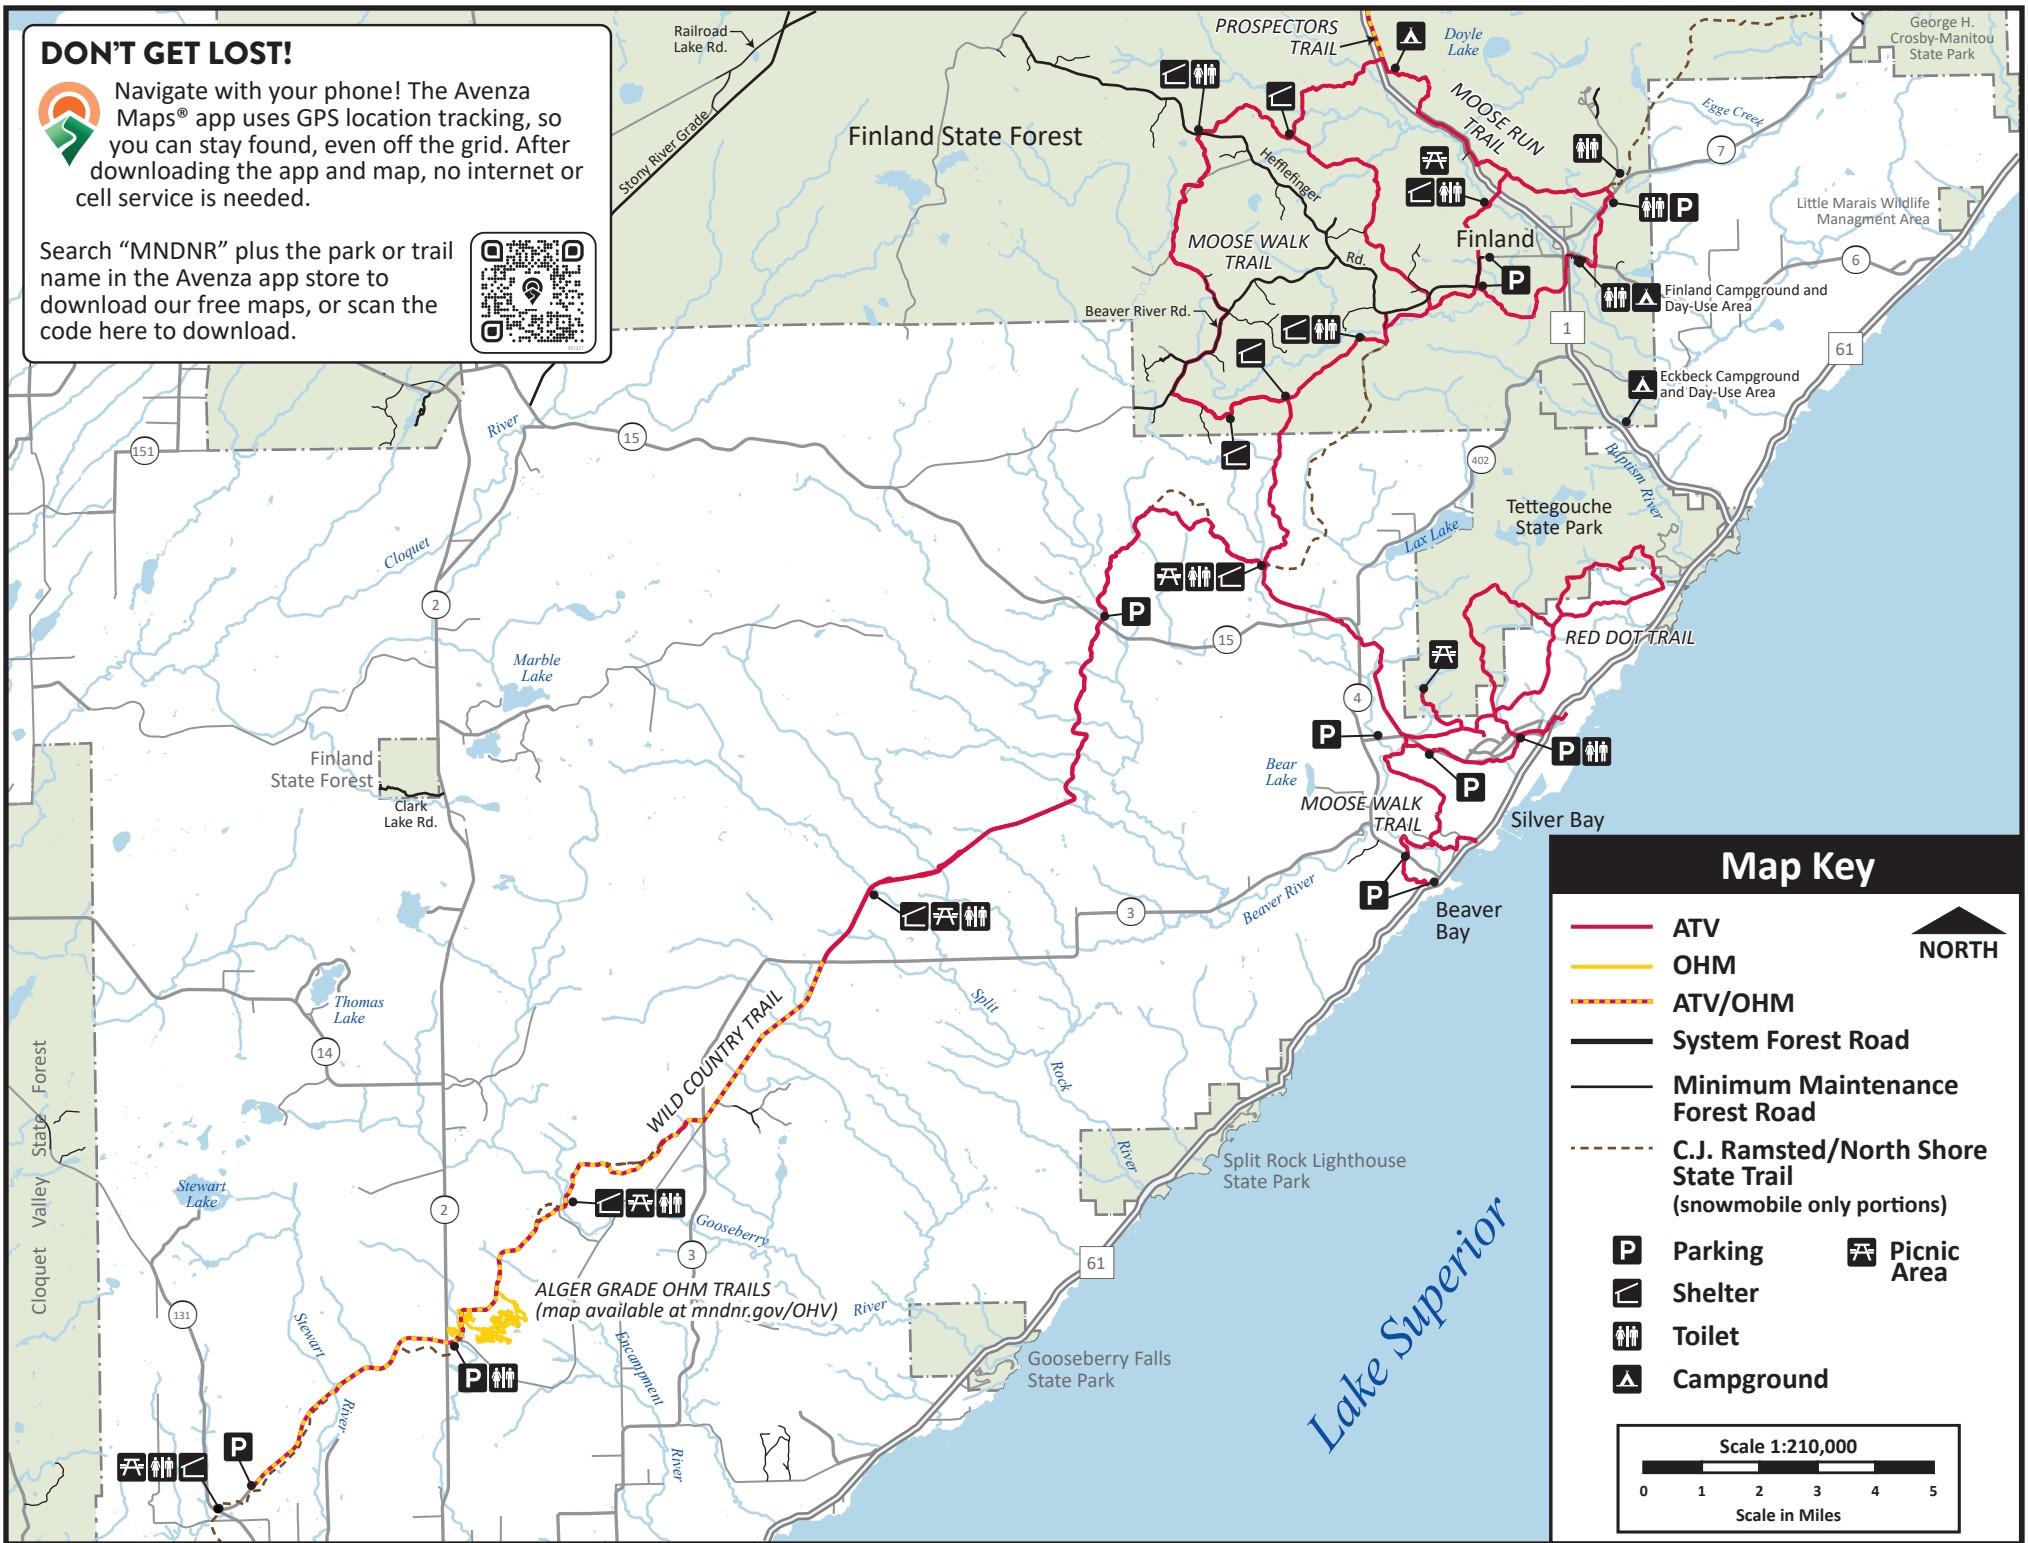 DON'T GET LOST!
Navigate with your phone! The Avenza
Maps® app uses GPS location tracking, so
you can stay found, even off the grid. After
downloading the app and map, no internet or
cell service is needed.
Search “MNDNR” plus the park or trail
name in the Avenza app store to
download our free maps, or scan the
code here to download.
Railroad
Lake Rd.
Stony River Grade
Finland State Forest
PROSPECTORS
TRAIL
Doyle
Lake
George H.
Crosby-Manitou
State Park
MOOSE RUN
TRAIL
Egge Creek
7
Hefflefinger
Rd.
Little Marais Wildlife
Managment Area
P
MOOSE WALK
TRAIL
Finland
P
6
Beaver River Rd.
Finland Campground and
Day-Use Area
1
61
Eckbeck Campground
and Day-Use Area
151
River
15
402
Baptism River
Cloquet
Tettegouche
State Park
Lax Lake
2
P
15
RED DOT TRAIL
Marble
Lake
4
P
P
Finland
State Forest
Clark
Lake Rd.
Bear
Lake
P
MOOSE WALK
TRAIL
Silver Bay
P
Beaver River
3
Beaver
Bay
Thomas
Lake
14
Split
Rock
River
WILD COUNTRY TRAIL
Cloquet Valley State Forest
Stewart
Lake
2
Split Rock Lighthouse
State Park
Gooseberry
River
3
61
ALGER GRADE OHM TRAILS
(map available at mndnr.gov/OHV)
131
Stewart
River
Encampment
River
P
Gooseberry Falls
State Park
P
Lake Superior
Map Key
NORTH
ATV
OHM
ATV/OHM
System Forest Road
Minimum Maintenance
Forest Road
C.J. Ramsted/North Shore
State Trail
(snowmobile only portions)
P Parking
Picnic
Area
Shelter
Toilet
Campground
Scale 1:210,000
0 1 2 3 4 5
Scale in Miles